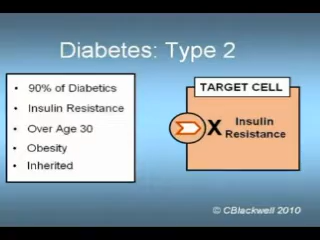 Diabetes: Type 2
• 90% of Diabetics
• Insulin Resistance
• Over Age 30
• Obesity
• Inherited
TARGET CELL
X
Insulin
Resistance
© CBlackwell 2010